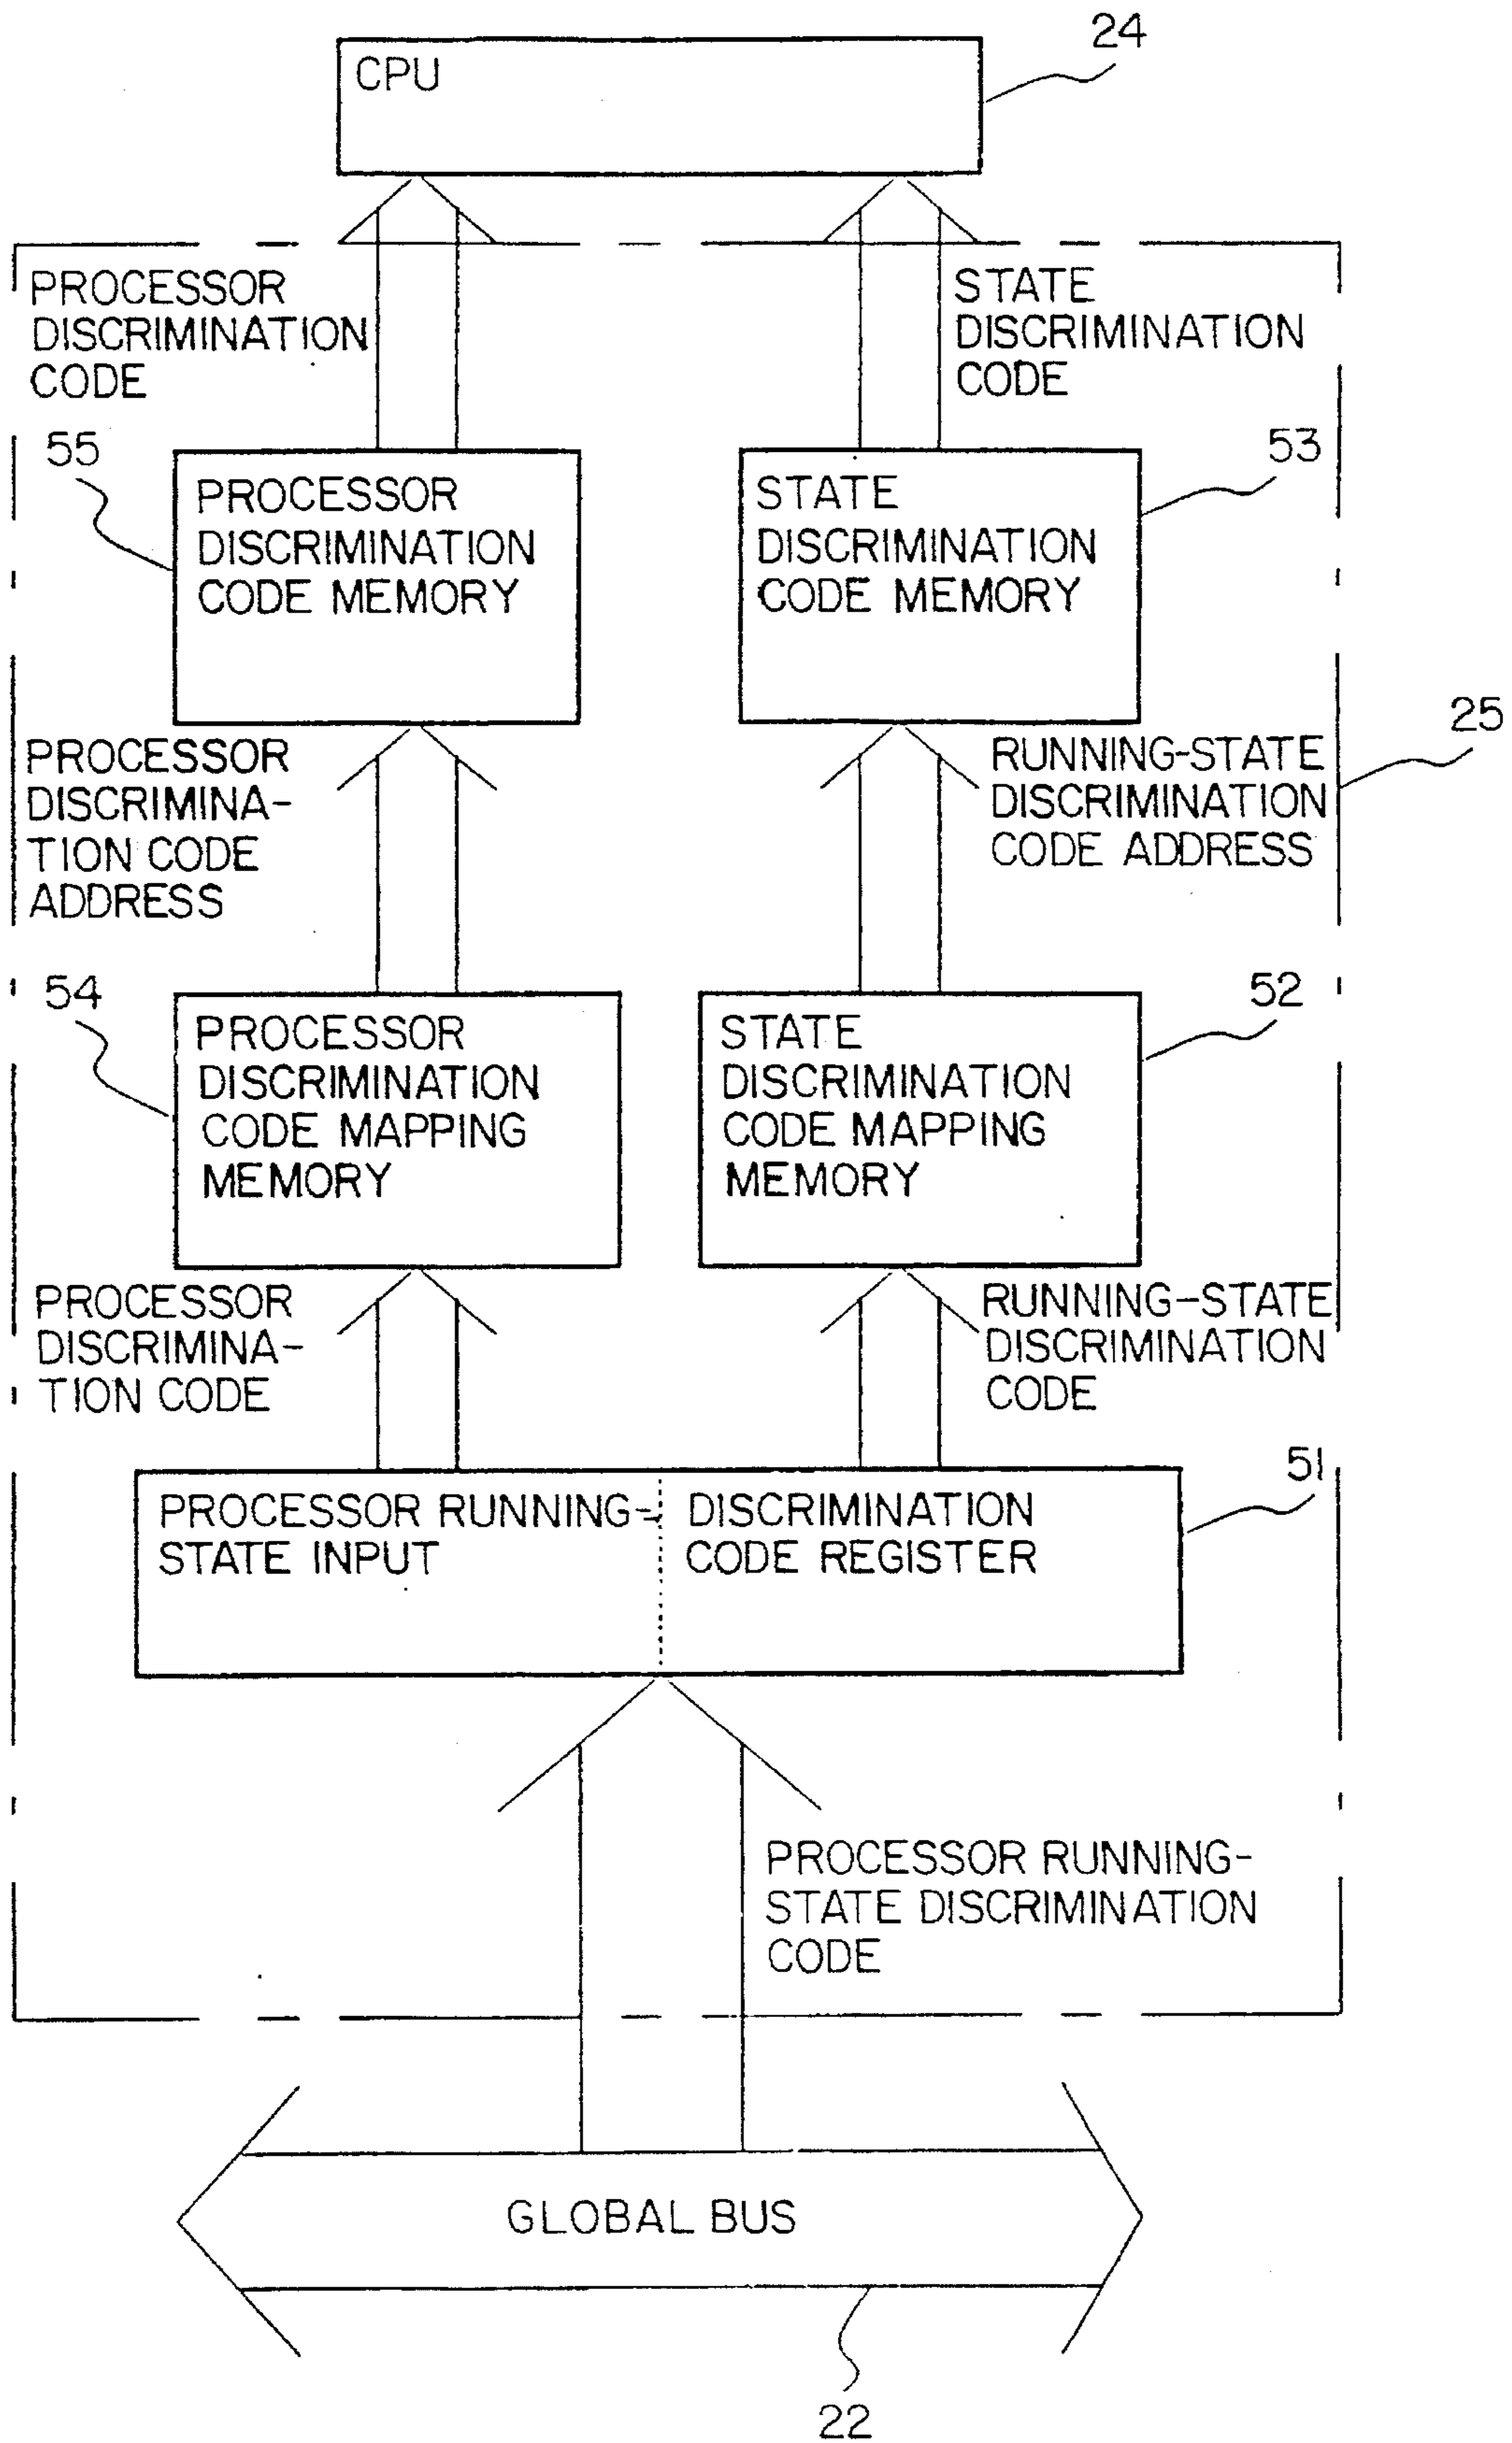 24
CPU
PROCESSOR
DISCRIMINATION
CODE
STATE
DISCRIMINATION
CODE
55
PROCESSOR
DISCRIMINATION
CODE MEMORY
53
STATE
DISCRIMINATION
CODE MEMORY
25
PROCESSOR
DISCRIMINA-
TION CODE
ADDRESS
RUNNING-STATE
DISCRIMINATION
CODE ADDRESS
54
PROCESSOR
DISCRIMINATION
CODE MAPPING
MEMORY
52
STATE
DISCRIMINATION
CODE MAPPING
MEMORY
PROCESSOR
DISCRIMINA-
TION CODE
RUNNING-STATE
DISCRIMINATION
CODE
51
PROCESSOR RUNNING-
STATE INPUT
DISCRIMINATION
CODE REGISTER
PROCESSOR RUNNING-
STATE DISCRIMINATION
CODE
GLOBAL BUS
22